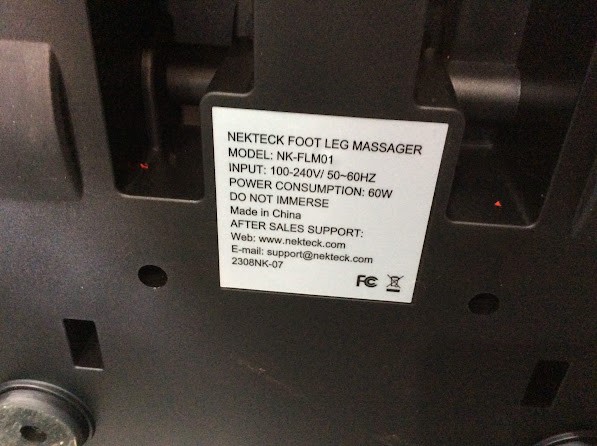 NEKTECK FOOT LEG MASSAGER
MODEL: NK-FLM01
INPUT: 100-240V/ 50~60HZ
POWER CONSUMPTION: 60W
DO NOT IMMERSE
Made in China
AFTER SALES SUPPORT:
Web: www.nekteck.com
E-mail: support@nekteck.com
2308NK-07
FC